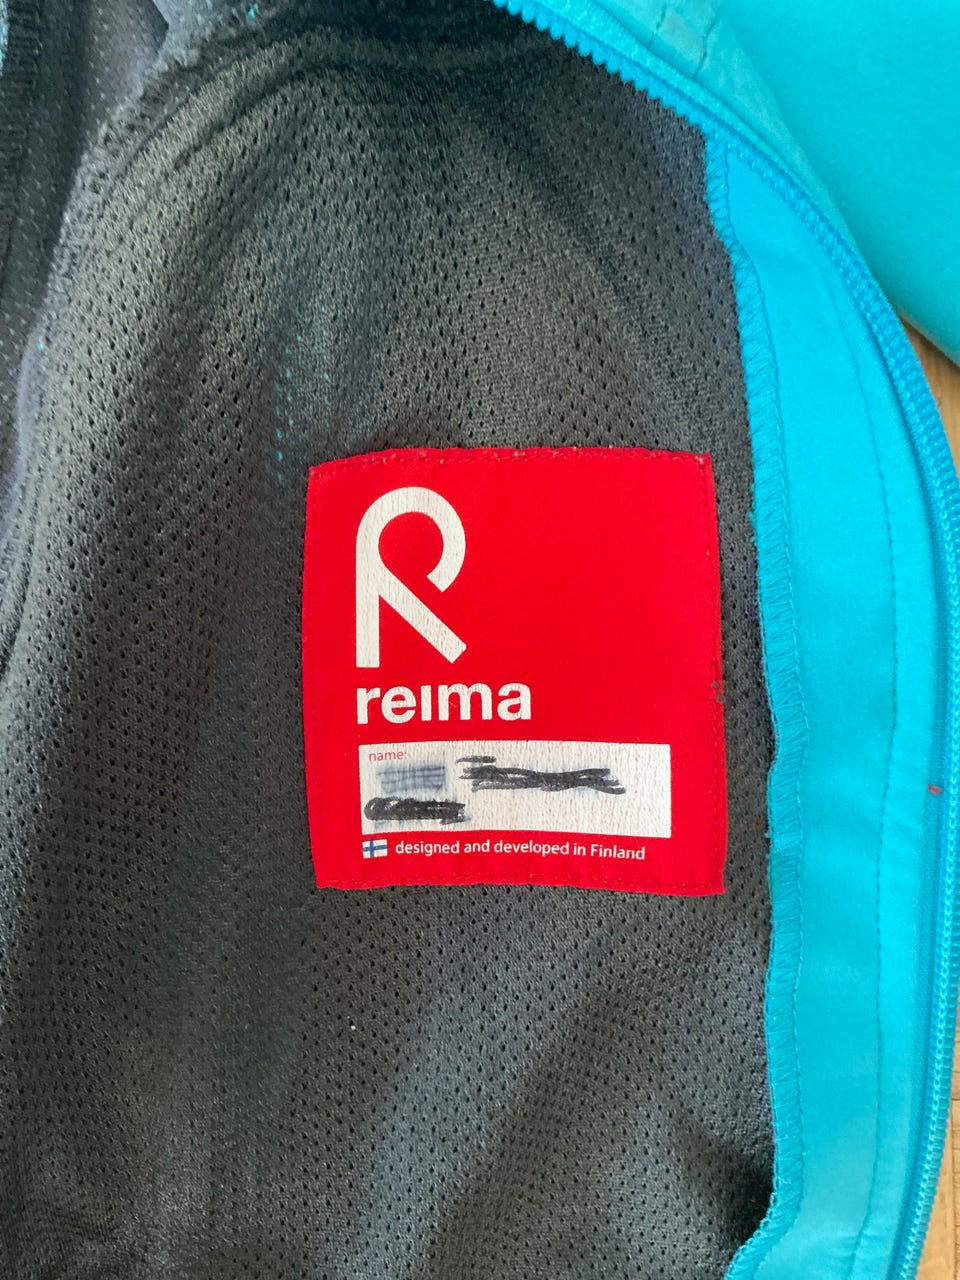 reima
name:
designed and developed in Finland